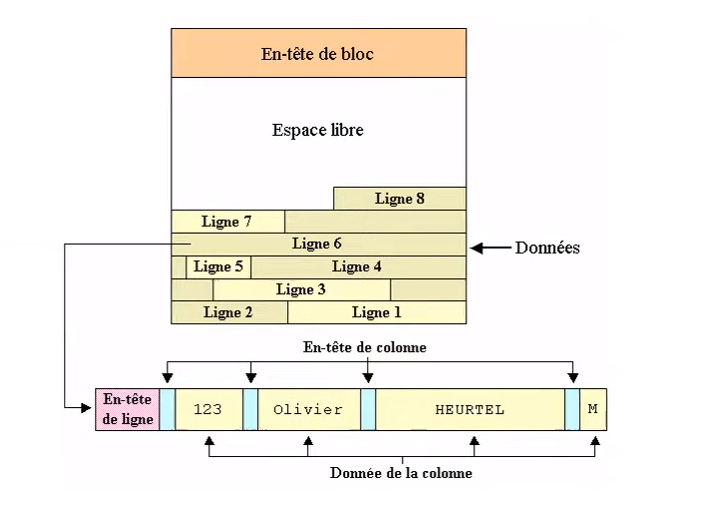 En-tête de bloc
Espace libre
Ligne 8
Ligne 7
Ligne 6
Données
Ligne 5
Ligne 4
Ligne 3
Ligne 2
Ligne 1
En-tête de colonne
En-tête
de ligne
123
Olivier
HEURTEL
M
Donnée de la colonne